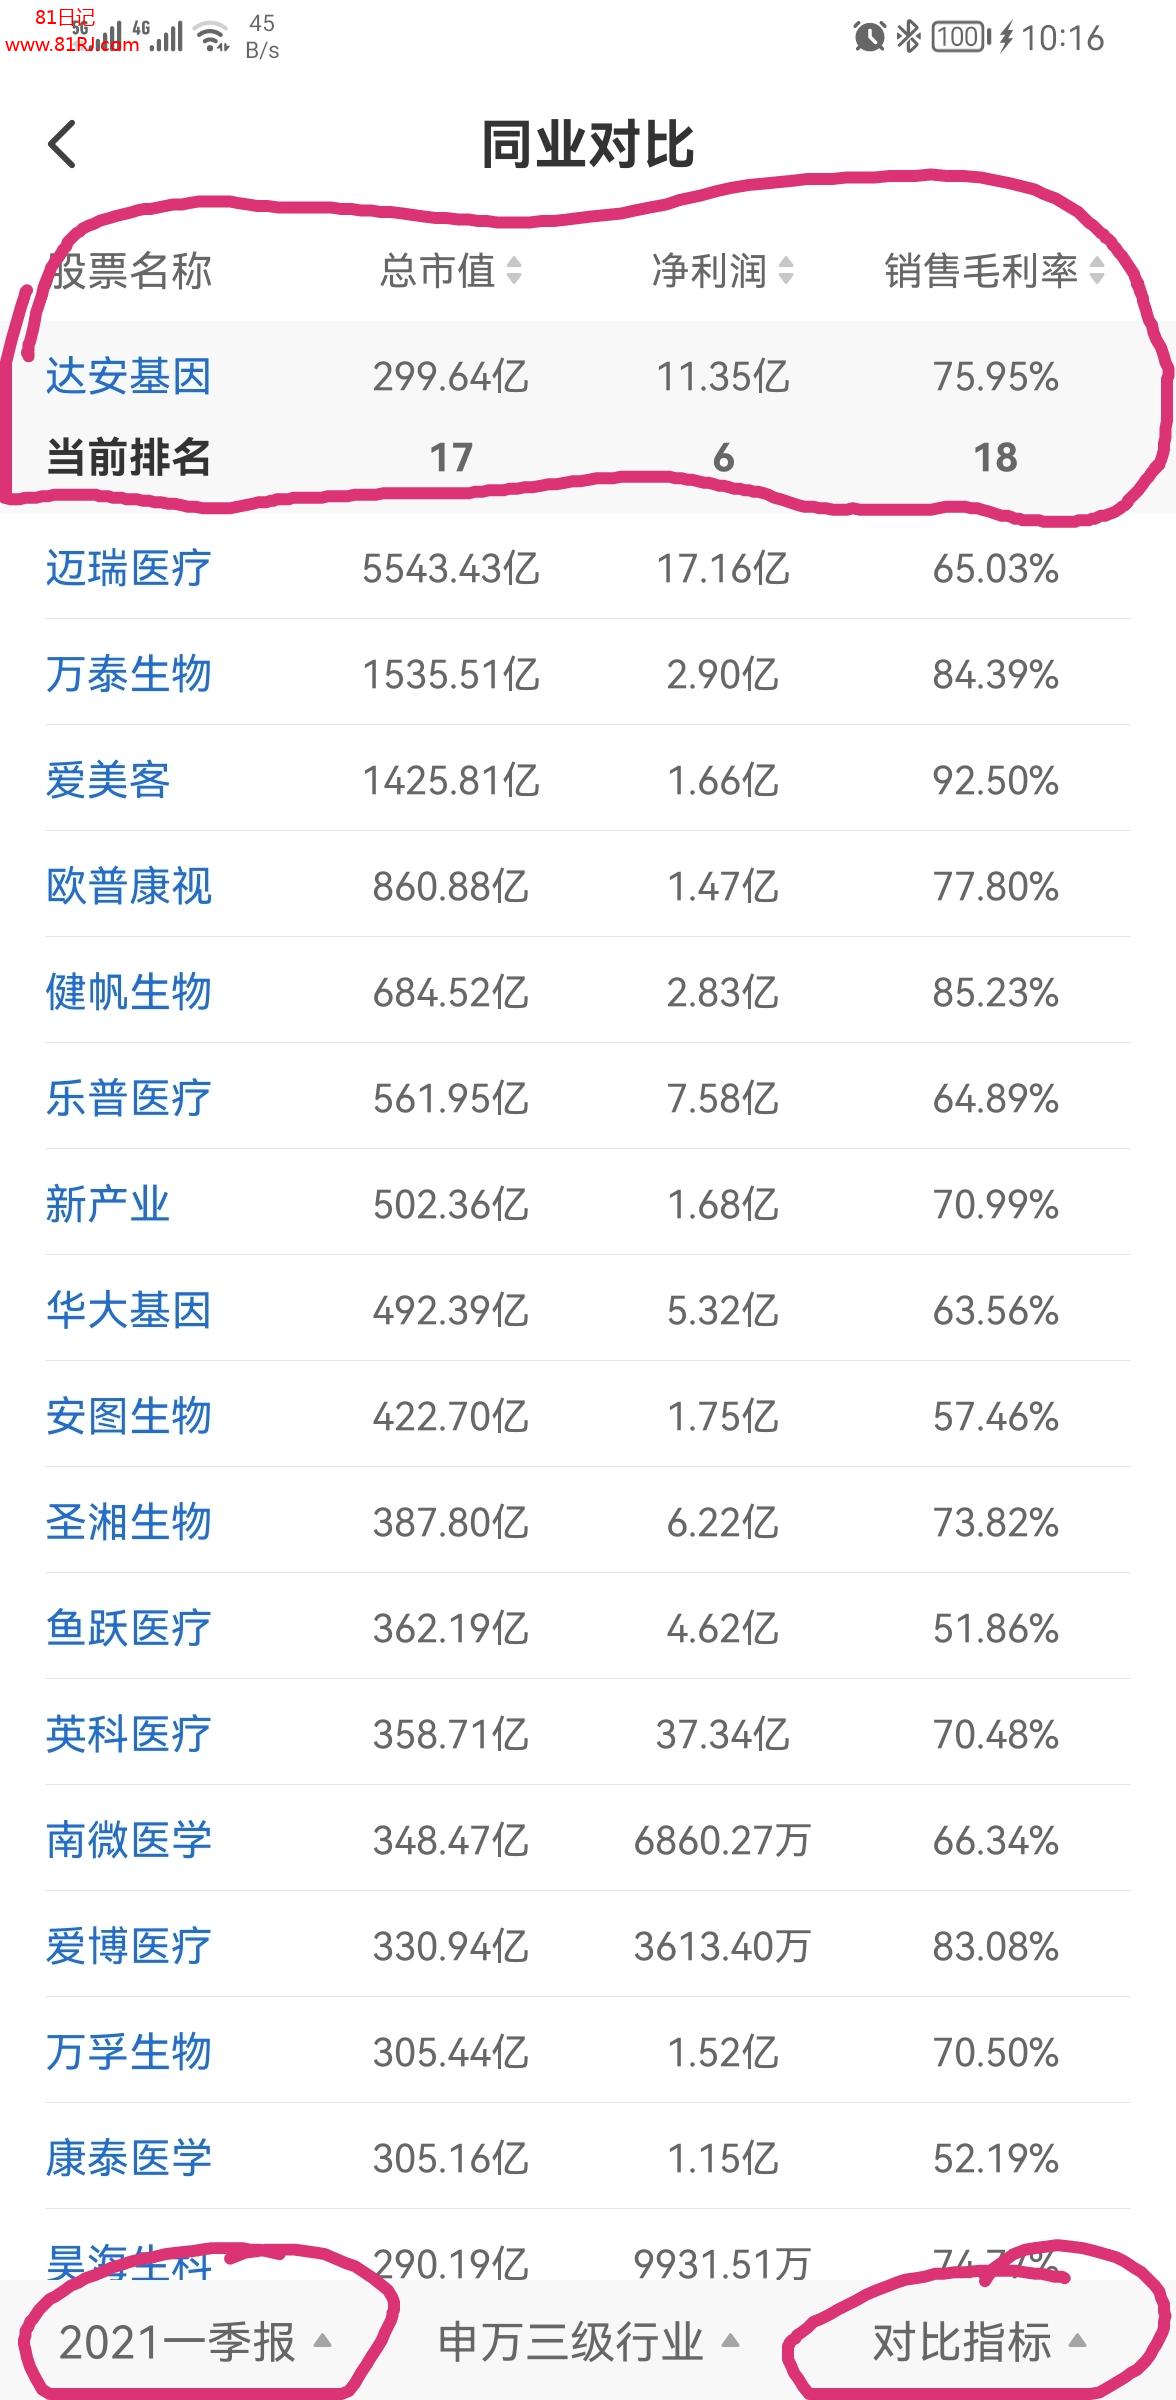 81日记
www.81RJ.com
5G 4G 45 B/s 100 10:16
同业对比
股票名称 总市值 净利润 销售毛利率
达安基因 299.64亿 11.35亿 75.95%
当前排名 17 6 18
迈瑞医疗 5543.43亿 17.16亿 65.03%
万泰生物 1535.51亿 2.90亿 84.39%
爱美客 1425.81亿 1.66亿 92.50%
欧普康视 860.88亿 1.47亿 77.80%
健帆生物 684.52亿 2.83亿 85.23%
乐普医疗 561.95亿 7.58亿 64.89%
新产业 502.36亿 1.68亿 70.99%
华大基因 492.39亿 5.32亿 63.56%
安图生物 422.70亿 1.75亿 57.46%
圣湘生物 387.80亿 6.22亿 73.82%
鱼跃医疗 362.19亿 4.62亿 51.86%
英科医疗 358.71亿 37.34亿 70.48%
南微医学 348.47亿 6860.27万 66.34%
爱博医疗 330.94亿 3613.40万 83.08%
万孚生物 305.44亿 1.52亿 70.50%
康泰医学 305.16亿 1.15亿 52.19%
昊海生科 290.19亿 9931.51万
2021一季报 申万三级行业 对比指标